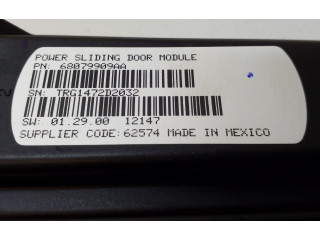 POWER SLIDING DOOR MODULE
PN: 68079909AA
SN: TRG1472D2032
SW: 01.29.00 12147
SUPPLIER CODE: 62574 MADE IN MEXICO